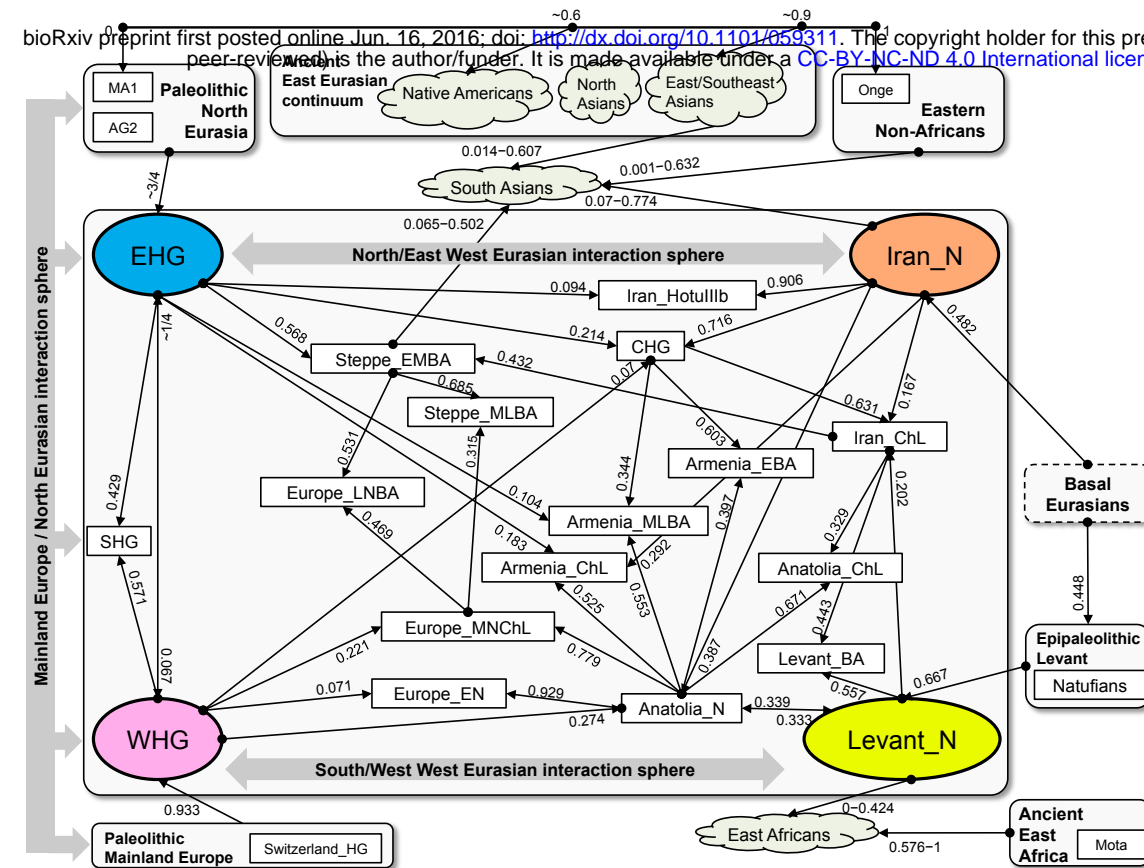 0
~0.6
~0.9
1
bioRxiv preprint first posted online Jun. 16, 2016; doi: http://dx.doi.org/10.1101/059311. The copyright holder for this pre
peer-reviewed) is the author/funder. It is made available under a CC-BY-NC-ND 4.0 International licen
MA1
AG2
Paleolithic
North
Eurasia
Ancient
East Eurasian
continuum
Native Americans
North
Asians
East/Southeast
Asians
Onge
Eastern
Non-Africans
~3/4
0.014−0.607
0.001−0.632
South Asians
0.07−0.774
0.065−0.502
Mainland Europe / North Eurasian interaction sphere
EHG
North/East West Eurasian interaction sphere
Iran_N
0.094
Iran_HotuIIIb
0.906
0.482
~1/4
0.568
0.214
CHG
0.716
Steppe_EMBA
0.432
0.07
0.167
0.685
Steppe_MLBA
0.631
0.603
Iran_ChL
0.531
0.315
0.344
Armenia_EBA
0.429
Europe_LNBA
0.104
0.397
0.202
Basal
Eurasians
SHG
0.469
Armenia_MLBA
0.329
0.183
0.292
Armenia_ChL
Anatolia_ChL
0.571
0.525
0.553
0.671
0.443
0.448
Europe_MNChL
0.221
0.779
0.387
Levant_BA
Epipaleolithic
Levant
Natufians
0.067
0.071
Europe_EN
0.929
Anatolia_N
0.339
0.557
0.667
0.274
0.333
WHG
Levant_N
South/West West Eurasian interaction sphere
0.933
0−0.424
Paleolithic
Mainland Europe
Switzerland_HG
East Africans
0.576−1
Ancient
East
Africa
Mota